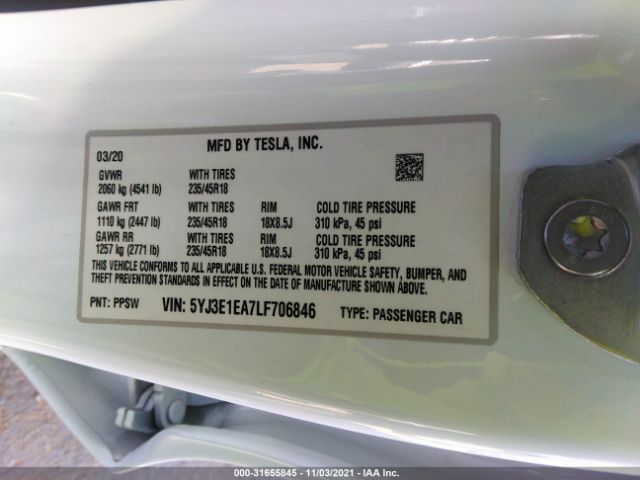 MFD BY TESLA, INC.
03/20
GVWR WITH TIRES
2060 kg (4541 lb) 235/45R18
GAWR FRT WITH TIRES RIM COLD TIRE PRESSURE
1110 kg (2447 lb) 235/45R18 18X8.5J 310 kPa, 45 psi
GAWR RR WITH TIRES RIM COLD TIRE PRESSURE
1257 kg (2771 lb) 235/45R18 18X8.5J 310 kPa, 45 psi
THIS VEHICLE CONFORMS TO ALL APPLICABLE U.S. FEDERAL MOTOR VEHICLE SAFETY, BUMPER, AND
THEFT PREVENTION STANDARDS IN EFFECT ON THE DATE OF MANUFACTURE SHOWN ABOVE.
PNT: PPSW VIN: 5YJ3E1EA7LF706846 TYPE: PASSENGER CAR
000-31655845 - 11/03/2021 - IAA Inc.